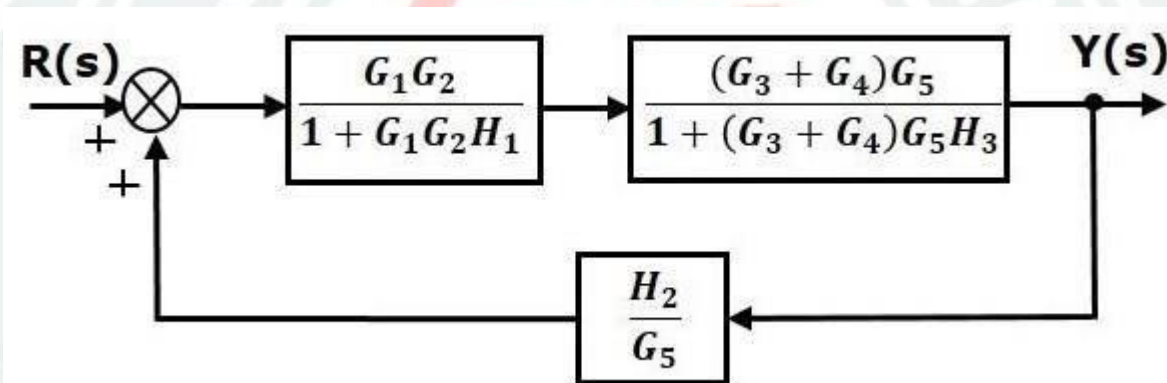 R(s)
+
+
G₁G₂
1 + G₁G₂H₁
(G₃ + G₄)G₅
1 + (G₃ + G₄)G₅H₃
Y(s)
H₂
G₅